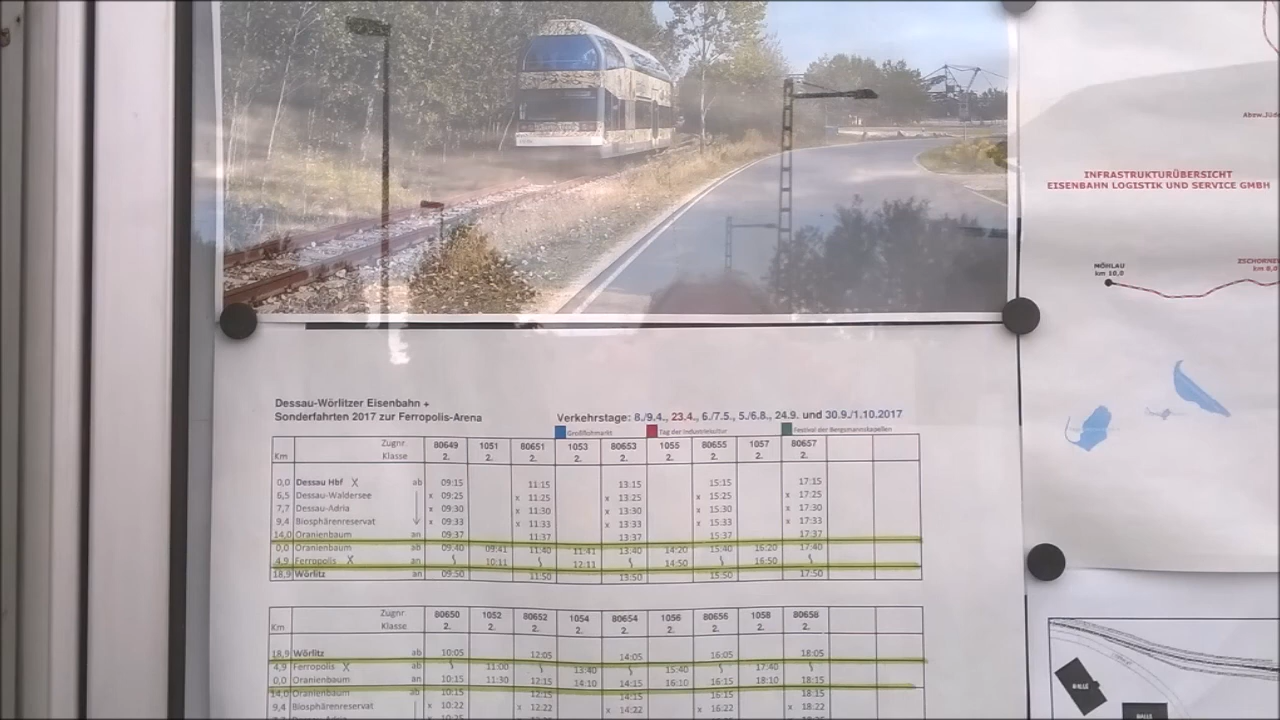 Dessau-Wörlitzer Eisenbahn +
Sonderfahrten 2017 zur Ferropolis-Arena
Verkehrstage: 8./9.4., 23.4., 6./7.5., 5./6.8., 24.9. und 30.9./1.10.2017
Großflohmarkt Tag der Industriekultur Festival der Bergmannskapellen
Zugnr. 80649 1051 80651 1053 80653 1055 80655 1057 80657
Km Klasse 2. 2. 2. 2. 2. 2. 2. 2. 2.
0,0 Dessau Hbf X ab 09:15 11:15 13:15 15:15 17:15
6,5 Dessau-Waldersee x 09:25 x 11:25 x 13:25 x 15:25 x 17:25
7,7 Dessau-Adria x 09:30 x 11:30 x 13:30 x 15:30 x 17:30
9,4 Biosphärenreservat x 09:33 x 11:33 x 13:33 x 15:33 x 17:33
14,0 Oranienbaum an 09:37 11:37 13:37 15:37 17:37
0,0 Oranienbaum ab 09:40 09:41 11:40 11:41 13:40 14:20 15:40 16:20 17:40
4,9 Ferropolis X an 10:11 12:11 14:50 16:50
18,9 Wörlitz an 09:50 11:50 13:50 15:50 17:50
Zugnr. 80650 1052 80652 1054 80654 1056 80656 1058 80658
Km Klasse 2. 2. 2. 2. 2. 2. 2. 2. 2.
18,9 Wörlitz ab 10:05 12:05 14:05 16:05 18:05
4,9 Ferropolis X ab 11:00 13:40 15:40 17:40
0,0 Oranienbaum an 10:15 11:30 12:15 14:10 14:15 16:10 16:15 18:10 18:15
14,0 Oranienbaum ab 10:15 12:15 14:15 16:15 18:15
9,4 Biosphärenreservat x 10:22 x 12:22 x 14:22 x 16:22 x 18:22
INFRASTRUKTURÜBERSICHT
EISENBAHN LOGISTIK UND SERVICE GMBH
MÖHLAU
km 10,0
HALLE
HALLE